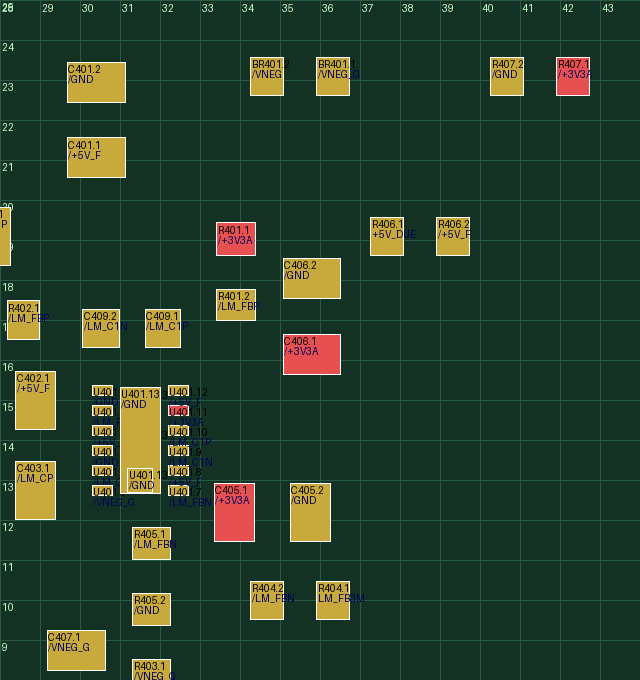 28 29 30 31 32 33 34 35 36 37 38 39 40 41 42 43
24
C401.2
/GND
BR401.2
/VNEG
BR401.1
/VNEG_G
R407.2
/GND
R407.1
/+3V3A
23
22
C401.1
/+5V_F
21
20
R401.1
/+3V3A
R406.1
+5V_DUE
R406.2
/+5V_F
C406.2
/GND
18
R401.2
/LM_FBP
R402.1
/LM_FBP
C409.2
/LM_C1N
C409.1
/LM_C1P
C406.1
/+3V3A
16
C402.1
/+5V_F
U401.13
/GND
15
14
C403.1
/LM_CP
U401.13
/GND
13
/VNEG_G
/LM_FBN
C405.1
/+3V3A
C405.2
/GND
12
R405.1
/LM_FBN
11
R404.2
/LM_FBN
R404.1
LM_FB3M
10
R405.2
/GND
C407.1
/VNEG_G
9
R403.1
/VNEG_G